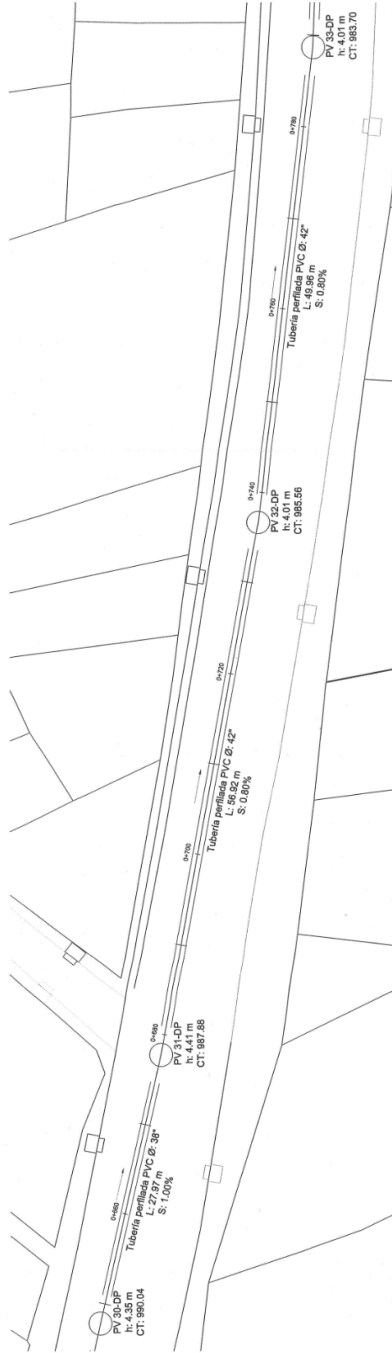 PV 33-DP
h: 4.01 m
CT: 983.70
0+780
0+760
Tubería perfilada PVC Ø: 42"
L: 49.96 m
S: 0.80%
0+740
PV 32-DP
h: 4.01 m
CT: 985.56
0+720
0+700
Tubería perfilada PVC Ø: 42"
L: 56.92 m
S: 0.80%
0+680
PV 31-DP
h: 4.41 m
CT: 987.88
0+660
Tubería perfilada PVC Ø: 38"
L: 27.97 m
S: 1.00%
PV 30-DP
h: 4.35 m
CT: 990.04